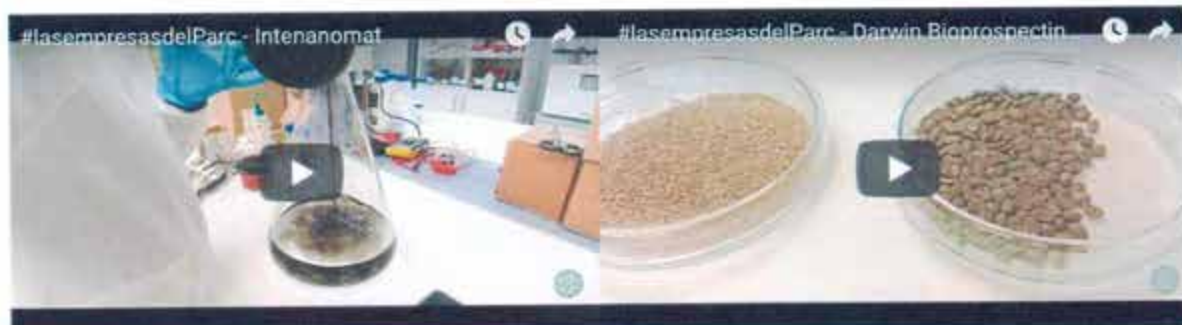 #lasempresasdelParc - Intenanomat
#lasempresasdelParc - Darwin Bioprospectin